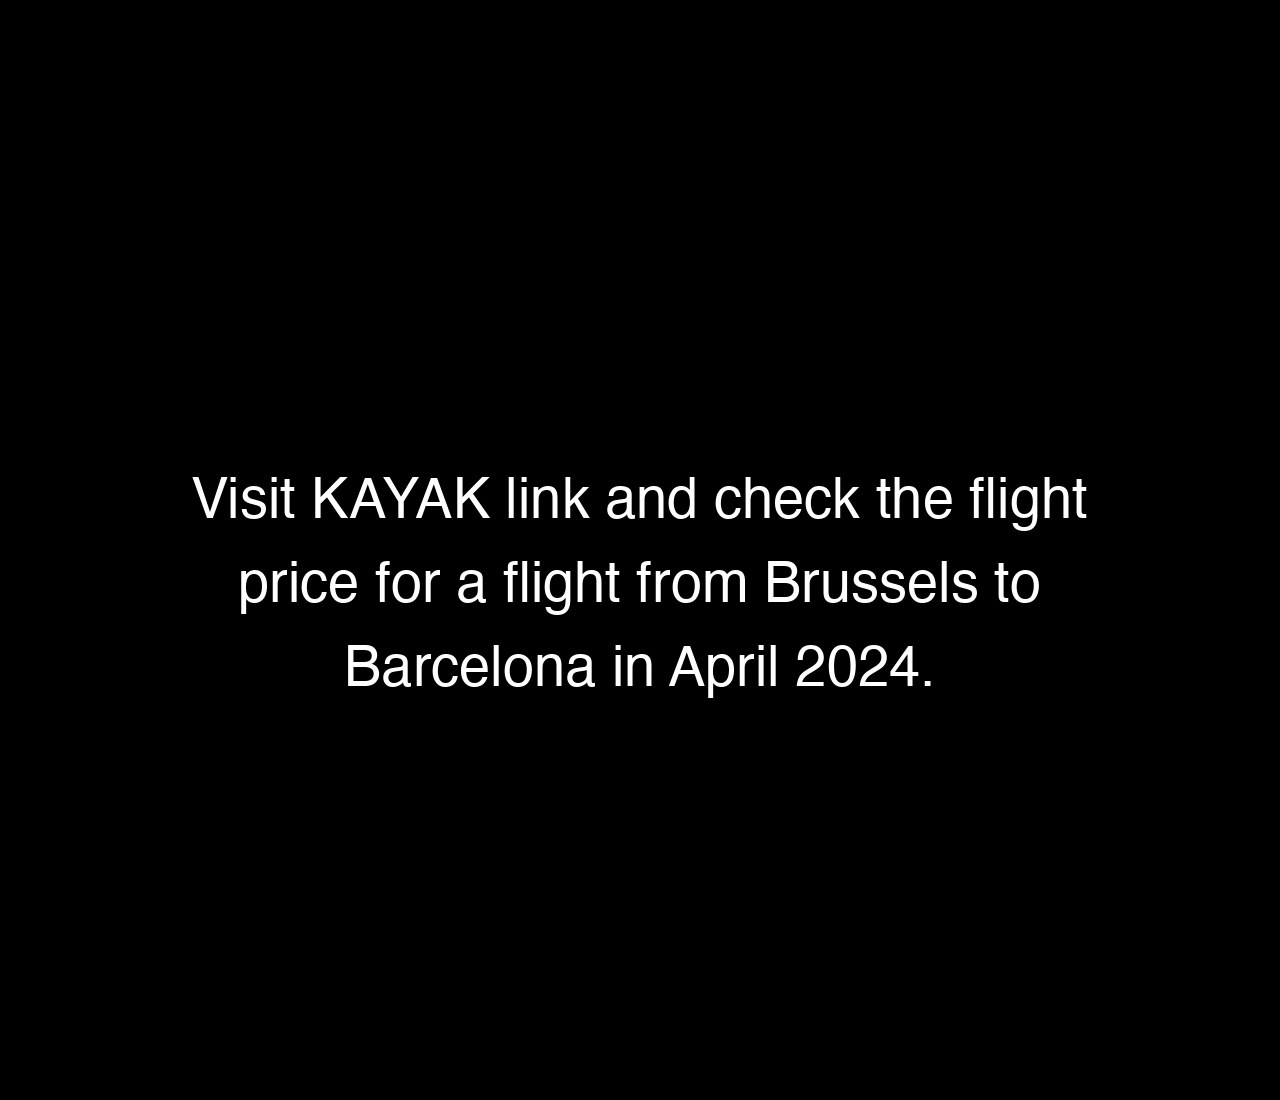 Visit KAYAK link and check the flight
price for a flight from Brussels to
Barcelona in April 2024.